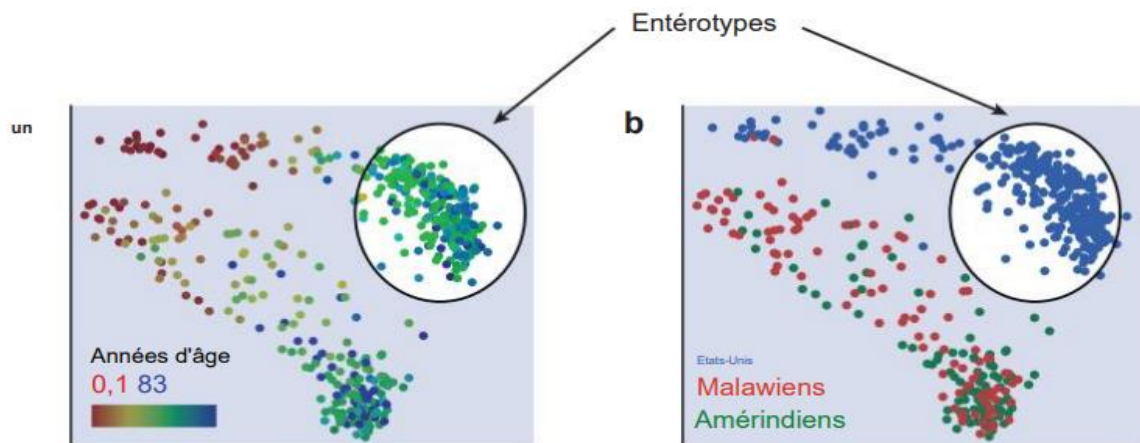 Entérotypes
un
b
Années d'âge
0,1 83
Etats-Unis
Malawiens
Amérindiens